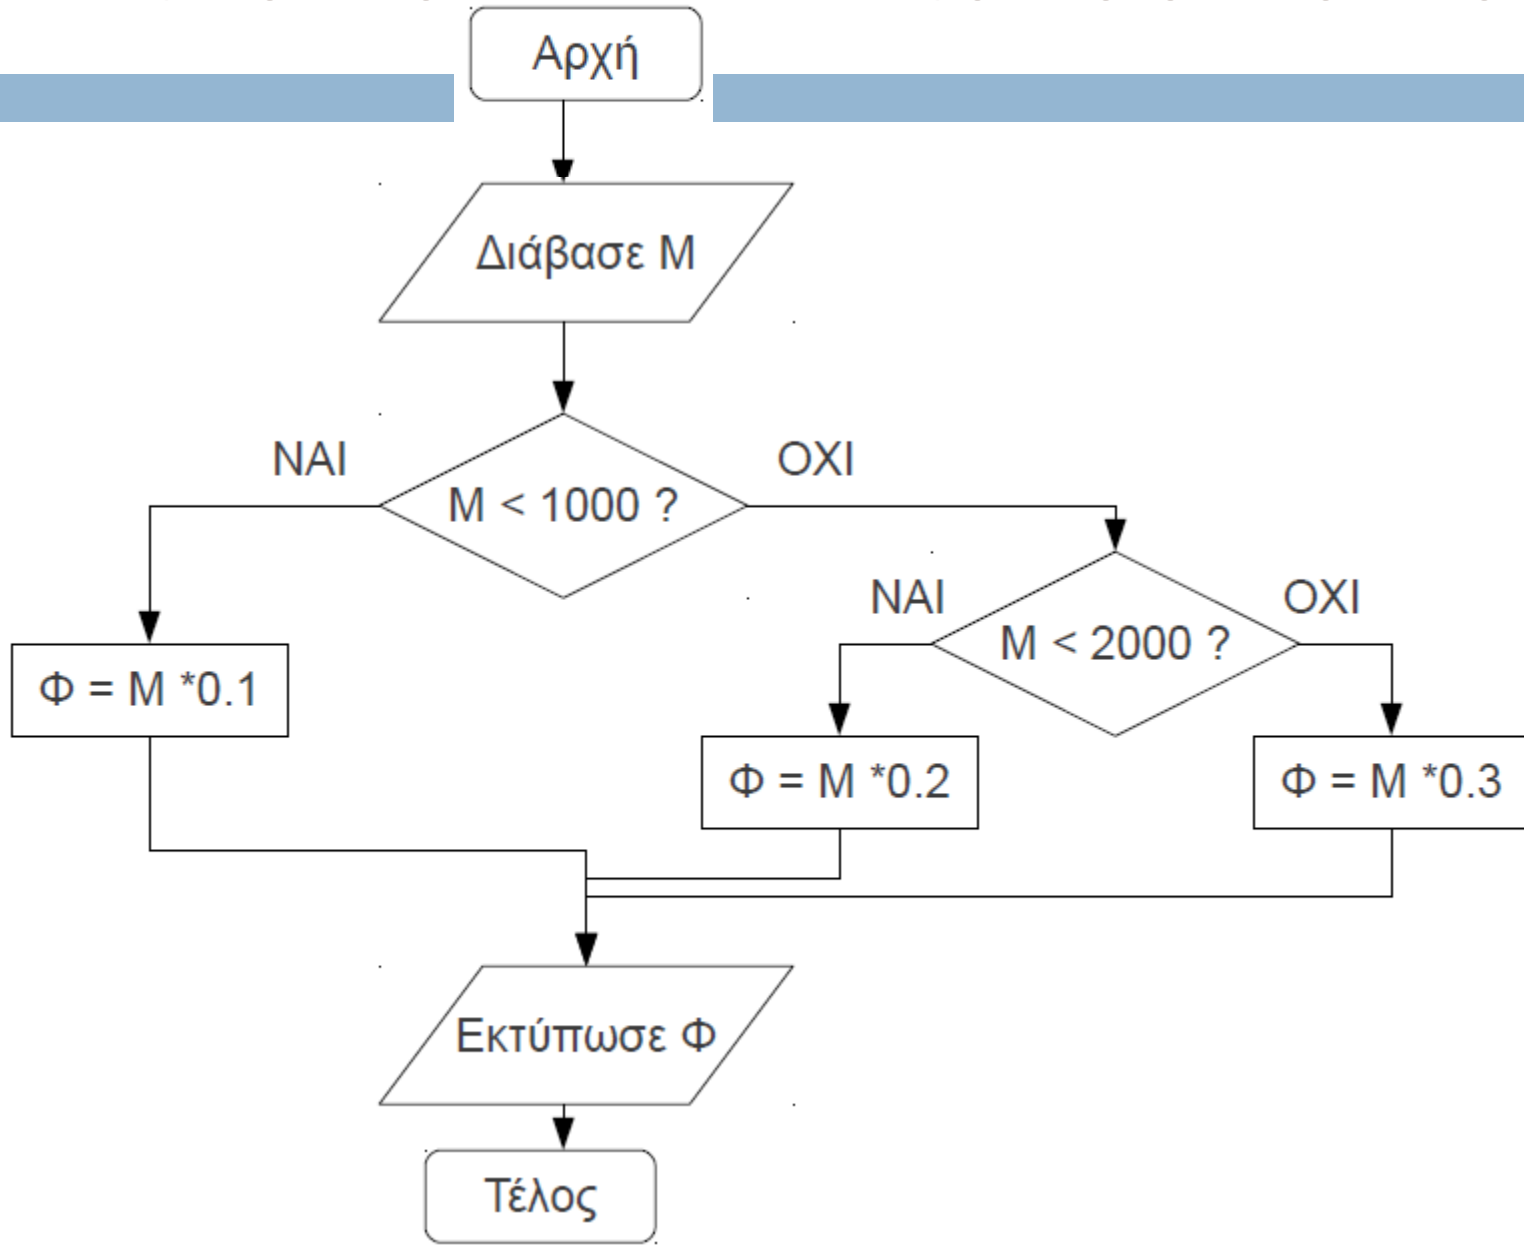 Αρχή
Διάβασε Μ
ΝΑΙ
ΟΧΙ
Μ < 1000 ?
ΝΑΙ
ΟΧΙ
Μ < 2000 ?
Φ = Μ *0.1
Φ = Μ *0.2
Φ = Μ *0.3
Εκτύπωσε Φ
Τέλος